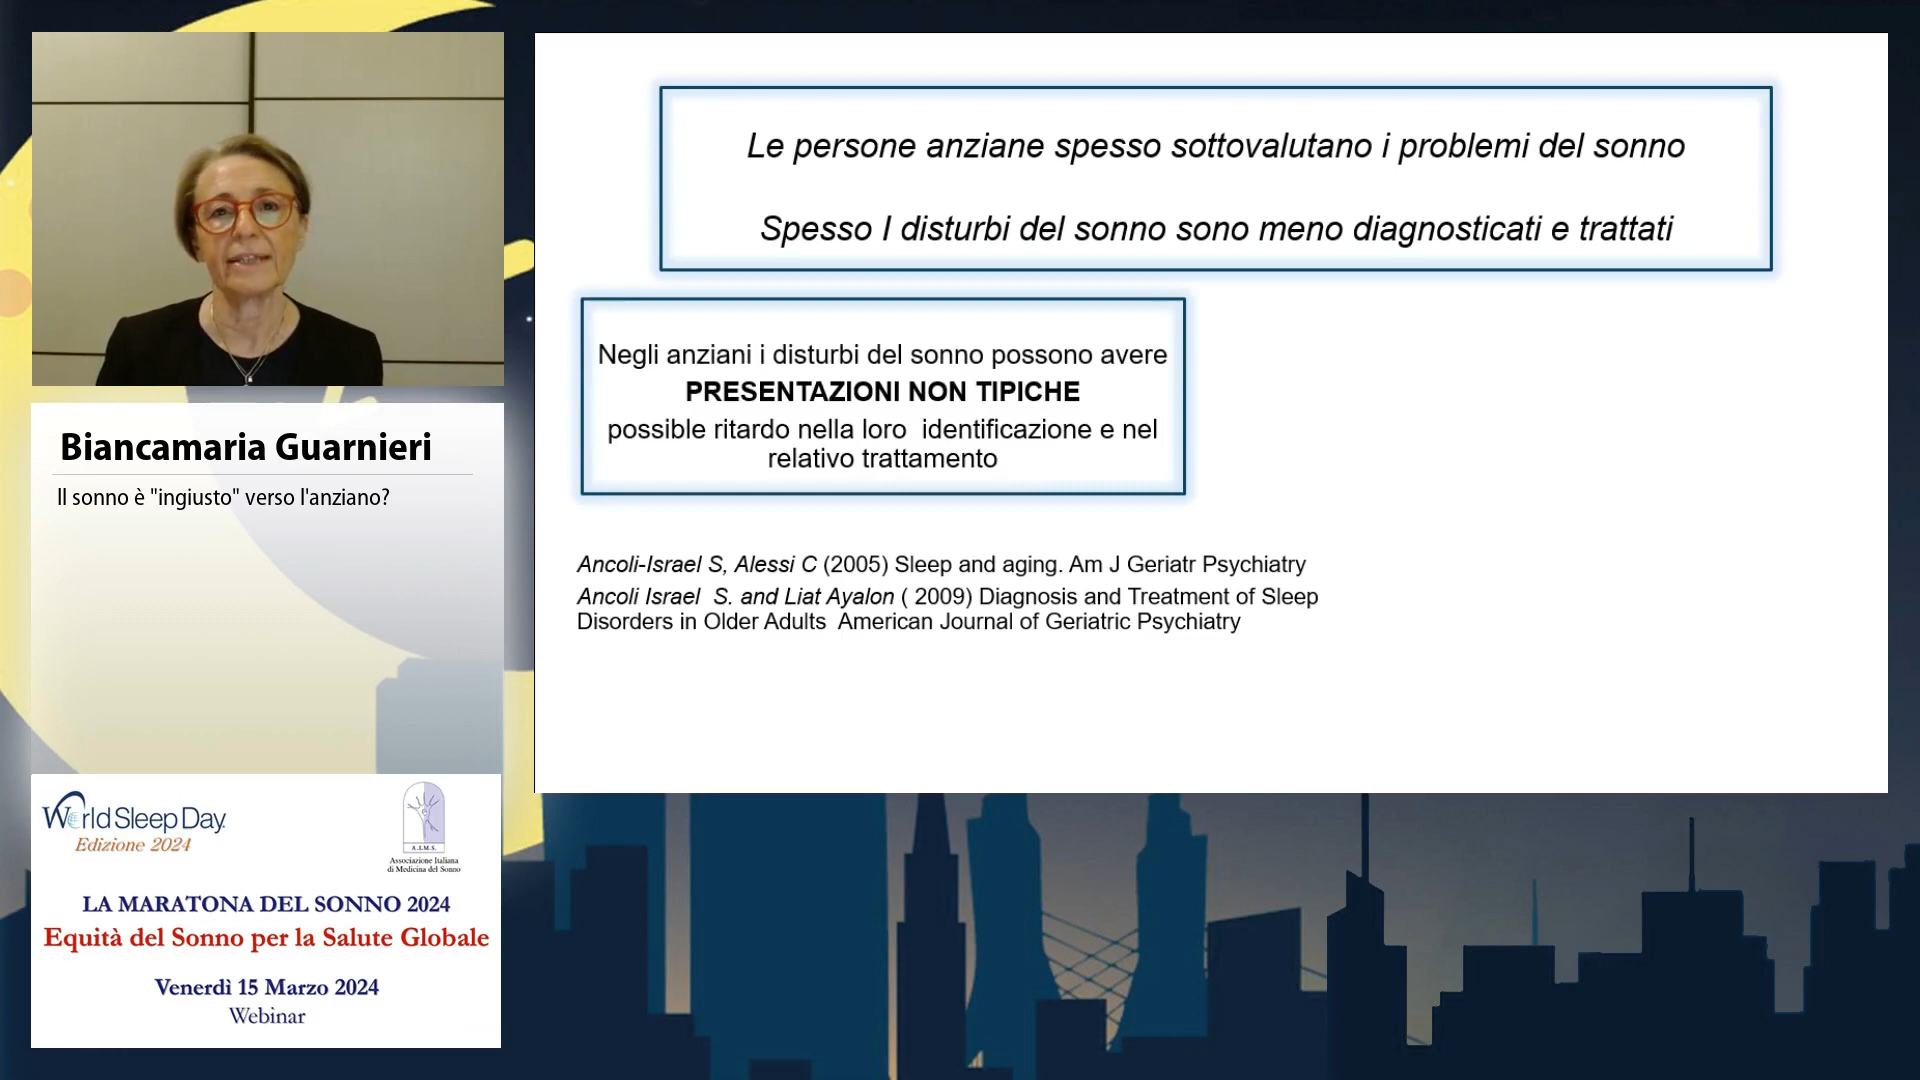 Biancamaria Guarnieri
Il sonno è "ingiusto" verso l'anziano?
World Sleep Day
Edizione 2024
A.I.M.S.
Associazione Italiana
di Medicina del Sonno
LA MARATONA DEL SONNO 2024
Equità del Sonno per la Salute Globale
Venerdì 15 Marzo 2024
Webinar
Le persone anziane spesso sottovalutano i problemi del sonno
Spesso I disturbi del sonno sono meno diagnosticati e trattati
Negli anziani i disturbi del sonno possono avere
PRESENTAZIONI NON TIPICHE
possible ritardo nella loro identificazione e nel
relativo trattamento
Ancoli-Israel S, Alessi C (2005) Sleep and aging. Am J Geriatr Psychiatry
Ancoli Israel S. and Liat Ayalon ( 2009) Diagnosis and Treatment of Sleep
Disorders in Older Adults American Journal of Geriatric Psychiatry